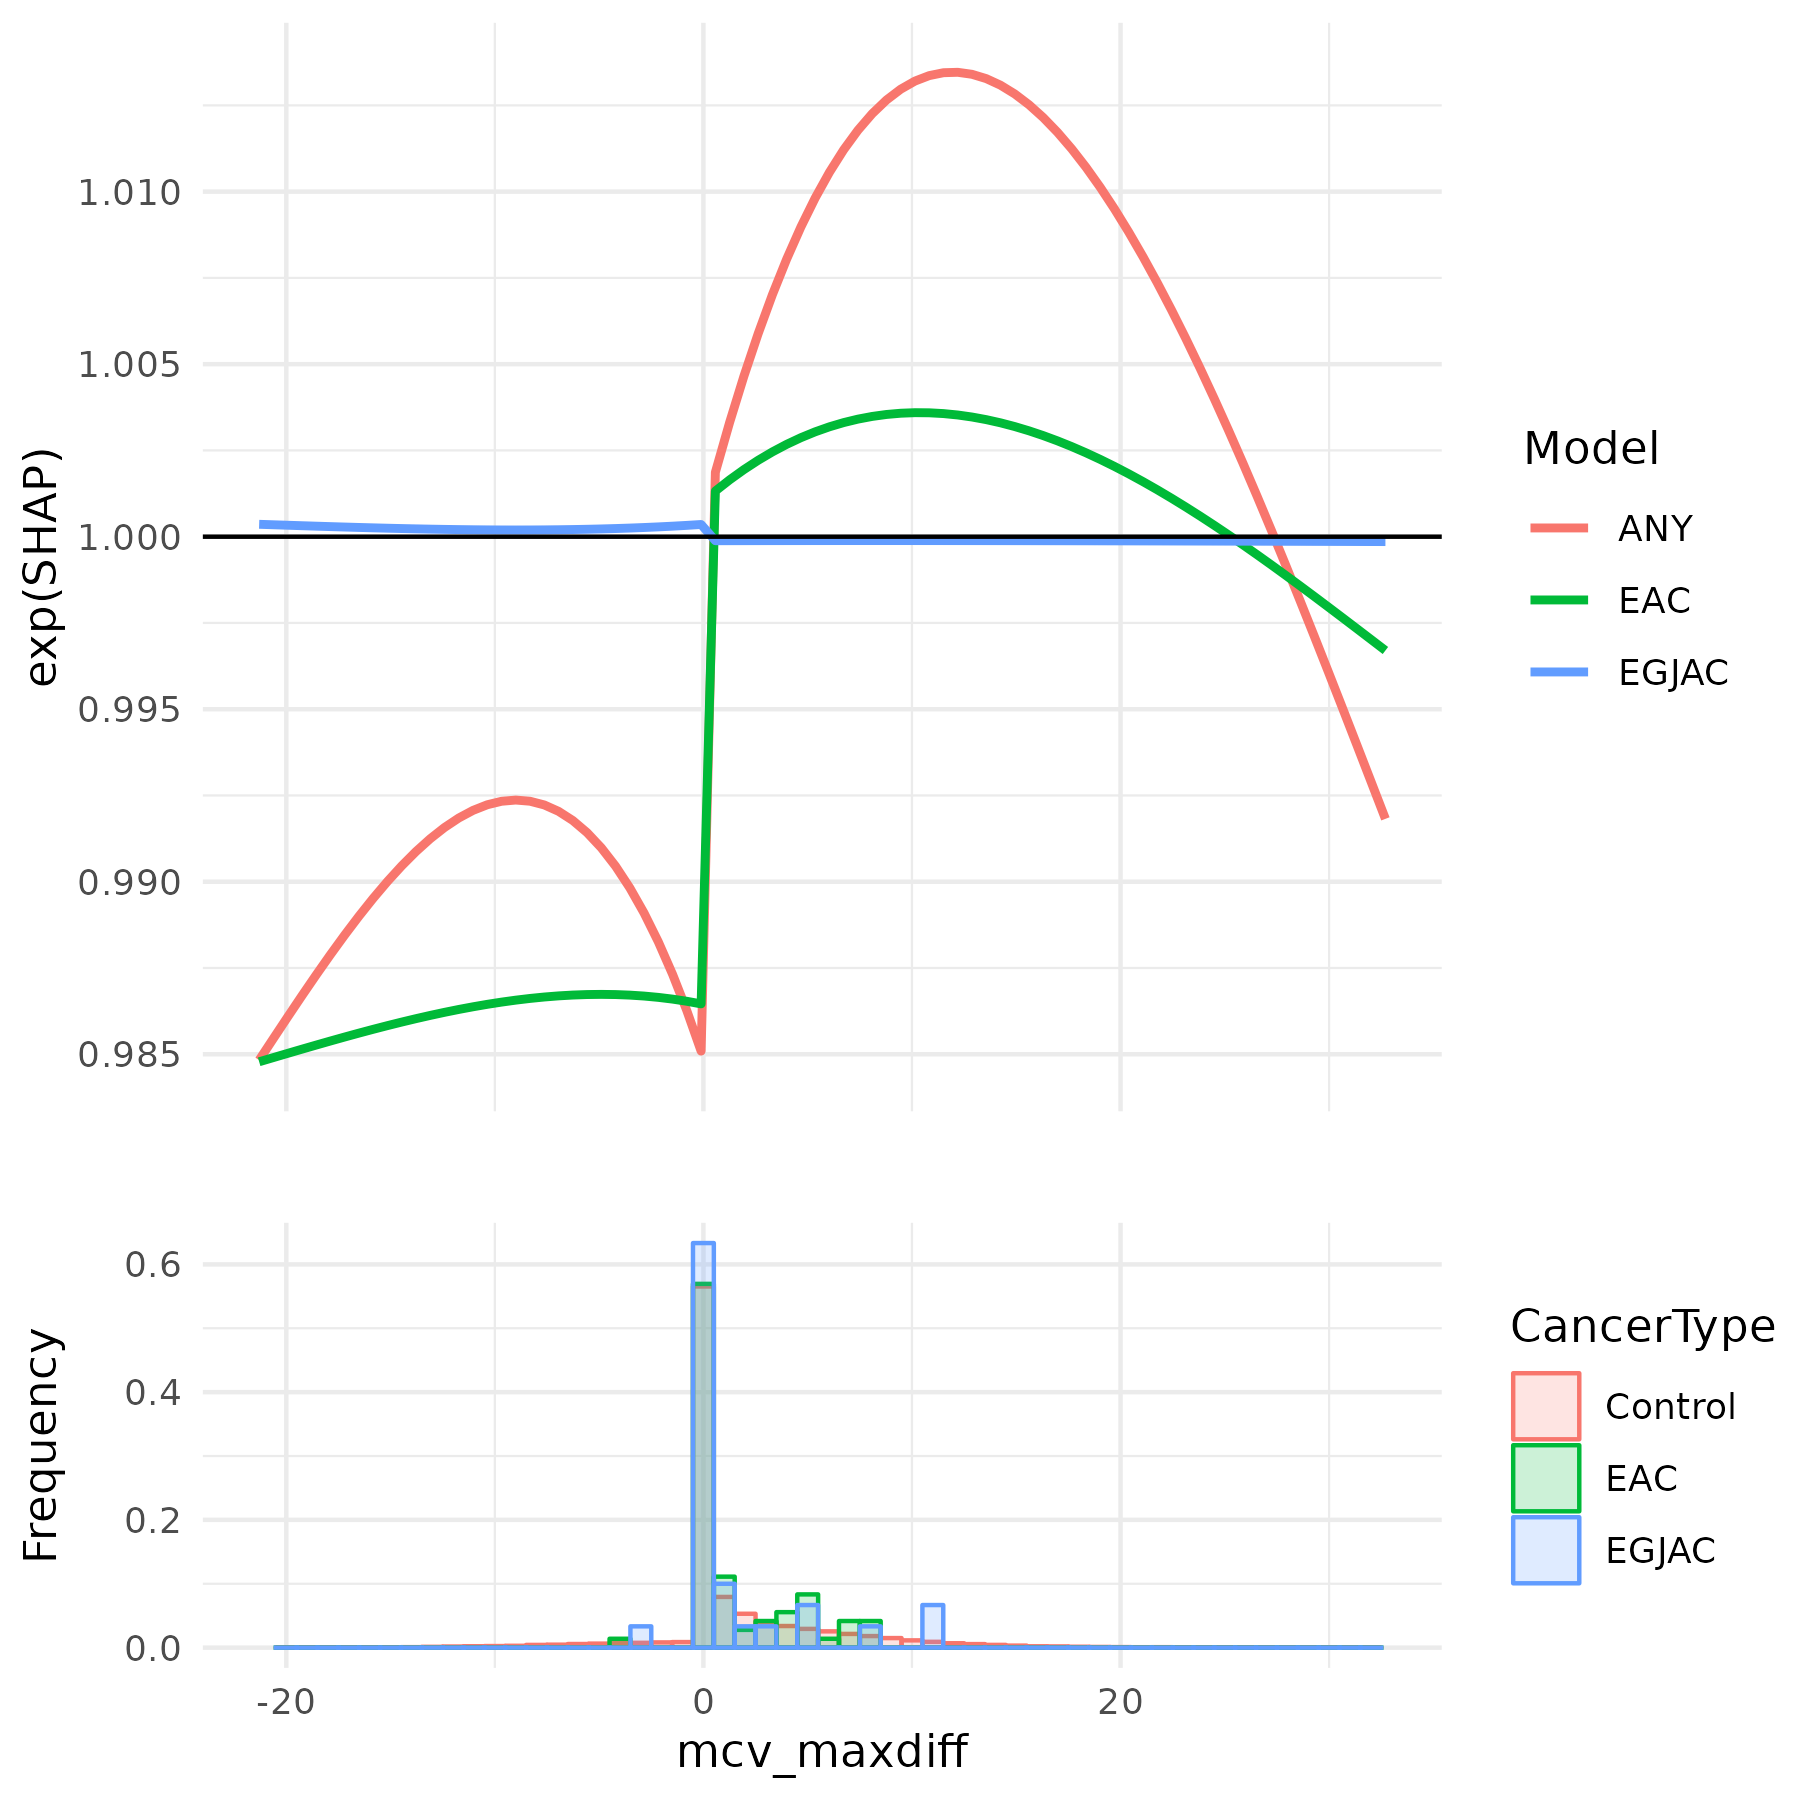 exp(SHAP)
1.010
1.005
1.000
0.995
0.990
0.985
Model
ANY
EAC
EGJAC
Frequency
0.6
0.4
0.2
0.0
-20
0
20
mcv_maxdiff
CancerType
Control
EAC
EGJAC